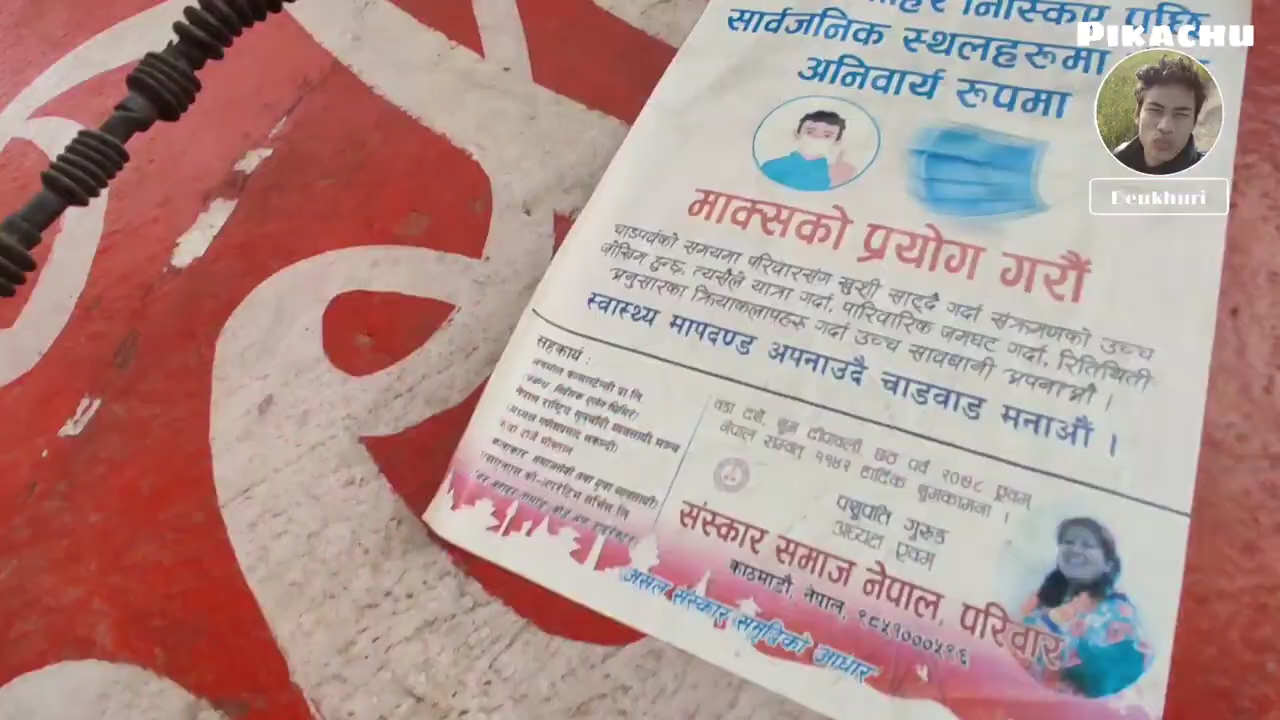 बाहिर निस्किए पछि
सार्वजनिक स्थलहरूमा
अनिवार्य रूपमा
माक्सको प्रयोग गरौं
चाडपर्वको समयमा परिवारसंग खुशी साट्दै गर्दा संक्रमणको उच्च
जोखिम हुन्छ, त्यसैले यात्रा गर्दा, पारिवारिक जमघट गर्दा, रितिथिती
अनुसारका क्रियाकलापहरू गर्दा उच्च सावधानी अपनाऔं ।
स्वास्थ्य मापदण्ड अपनाउदै चाडवाड मनाऔं ।
सहकार्य :
वडा दशै, शुभ दीपावली, छठ पर्व २०७८ एवम्
नेपाल सम्वत् ११४२ हार्दिक शुभकामना ।
पशुपति गुरुङ
अध्यक्ष एवम्
संस्कार समाज नेपाल, परिवार
काठमाडौं, नेपाल, ९८५१०००५१६
असल संस्कार समृद्धिको आधार
PIKACHU
Deukhuri